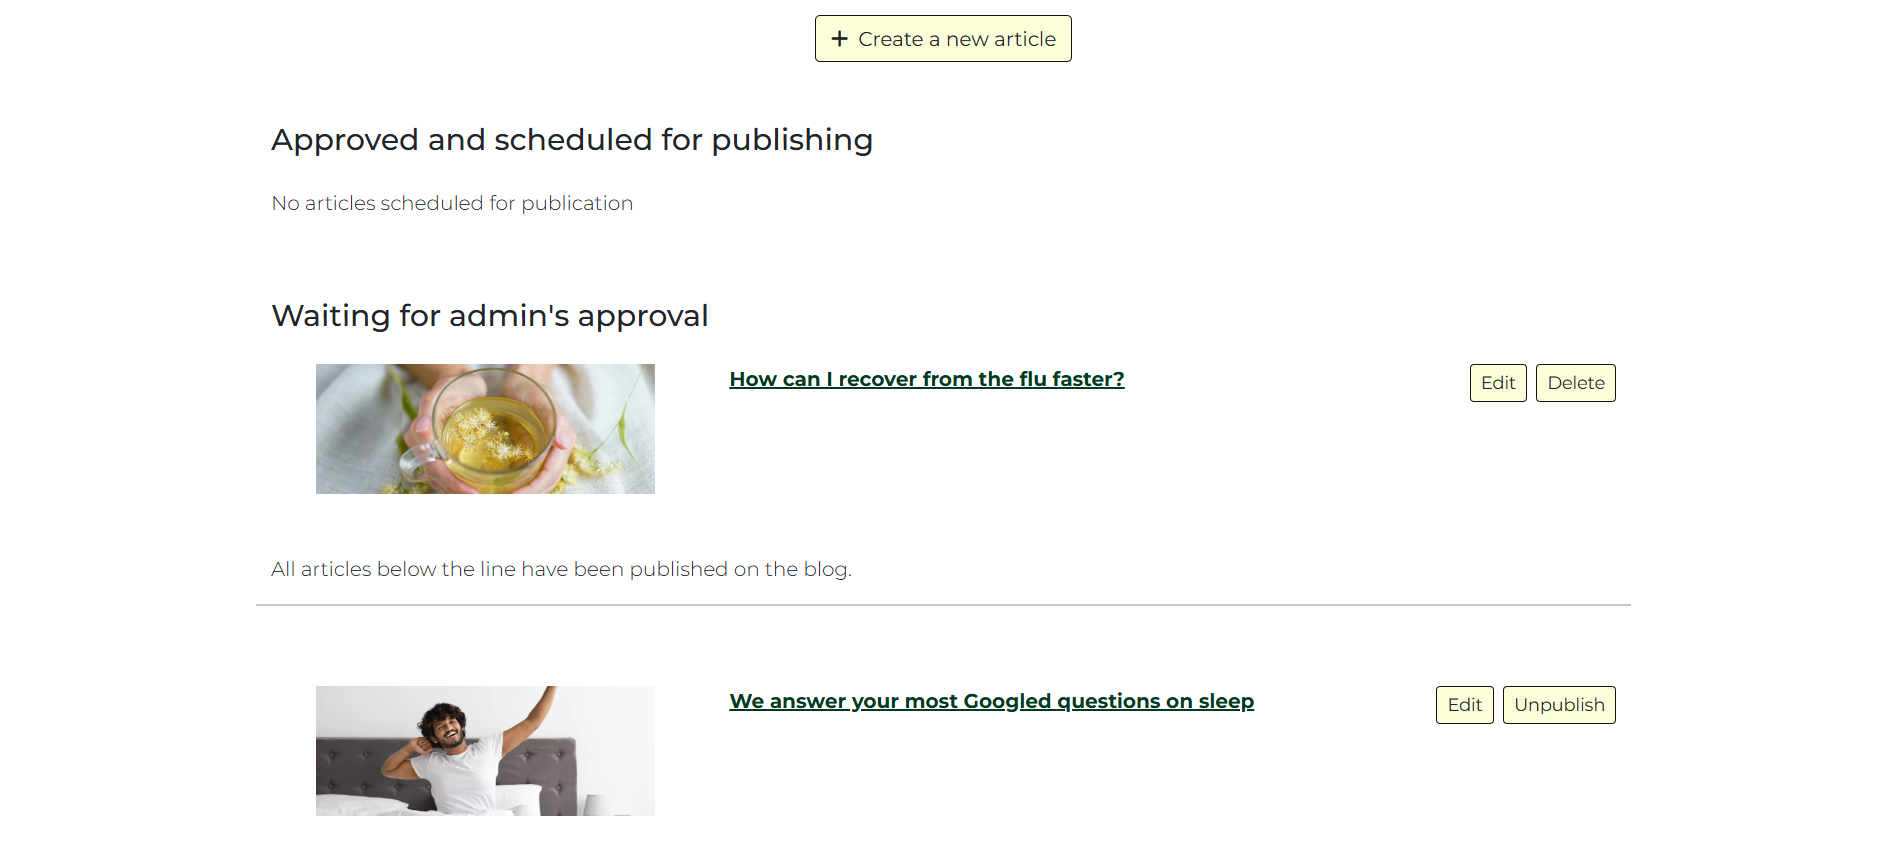 + Create a new article
Approved and scheduled for publishing
No articles scheduled for publication
Waiting for admin's approval
How can I recover from the flu faster?
Edit Delete
All articles below the line have been published on the blog.
We answer your most Googled questions on sleep
Edit Unpublish